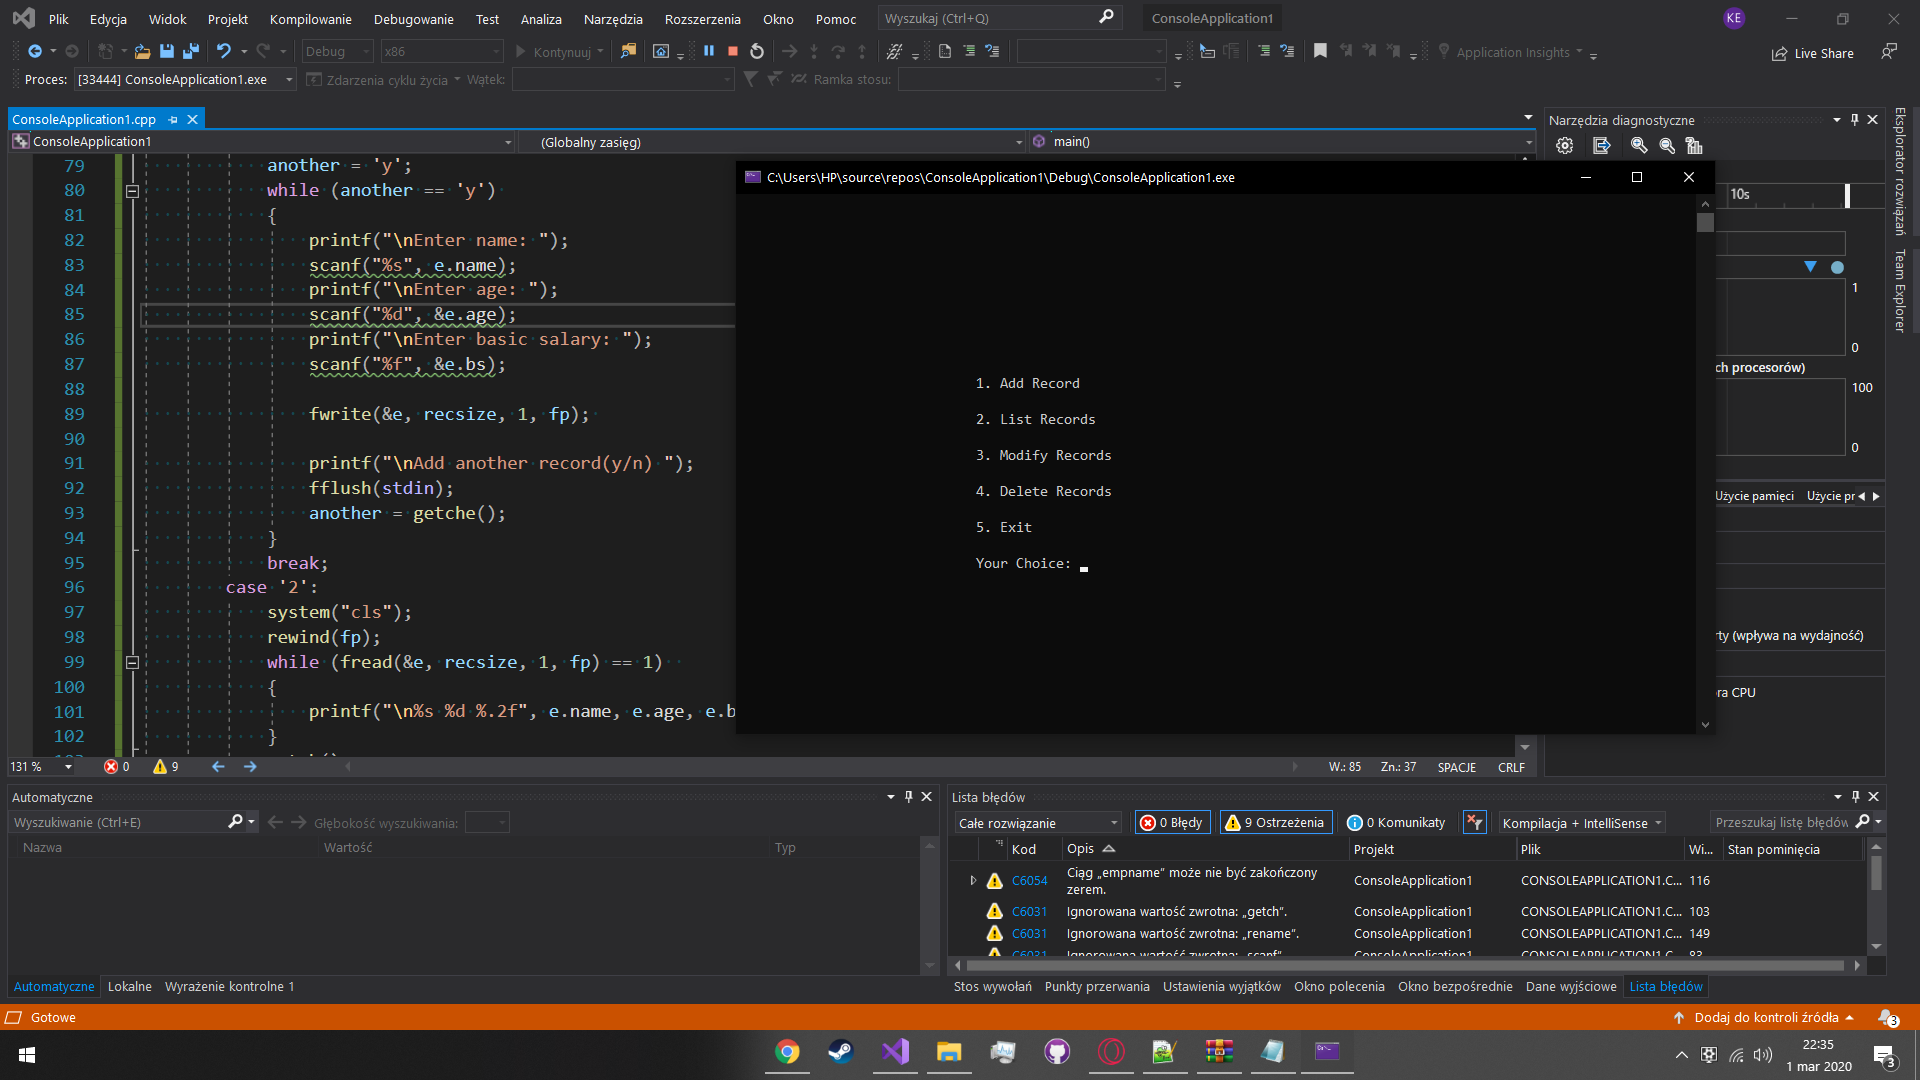 Plik Edycja Widok Projekt Kompilowanie Debugowanie Test Analiza Narzędzia Rozszerzenia Okno Pomoc Wyszukaj (Ctrl+Q) ConsoleApplication1 KE
Debug x86 Kontynuuj Application Insights Live Share
Proces: [33444] ConsoleApplication1.exe Zdarzenia cyklu życia Wątek: Ramka stosu:
ConsoleApplication1.cpp
ConsoleApplication1 (Globalny zasięg) main()
79 another = 'y';
80 while (another == 'y')
81 {
82 printf("\nEnter name: ");
83 scanf("%s", e.name);
84 printf("\nEnter age: ");
85 scanf("%d", &e.age);
86 printf("\nEnter basic salary: ");
87 scanf("%f", &e.bs);
88
89 fwrite(&e, recsize, 1, fp);
90
91 printf("\nAdd another record(y/n) ");
92 fflush(stdin);
93 another = getche();
94 }
95 break;
96 case '2':
97 system("cls");
98 rewind(fp);
99 while (fread(&e, recsize, 1, fp) == 1)
100 {
101 printf("\n%s %d %.2f", e.name, e.age, e.b
102 }
C:\Users\HP\source\repos\ConsoleApplication1\Debug\ConsoleApplication1.exe
1. Add Record
2. List Records
3. Modify Records
4. Delete Records
5. Exit
Your Choice:
Narzędzia diagnostyczne
10s
1
0
ch procesorów)
100
0
Użycie pamięci Użycie pr
rty (wpływa na wydajność)
ra CPU
Eksplorator rozwiązań
Team Explorer
131 % 0 9 W.: 85 Zn.: 37 SPACJE CRLF
Automatyczne
Wyszukiwanie (Ctrl+E) Głębokość wyszukiwania:
Nazwa Wartość Typ
Automatyczne Lokalne Wyrażenie kontrolne 1
Lista błędów
Całe rozwiązanie 0 Błędy 9 Ostrzeżenia 0 Komunikaty Kompilacja + IntelliSense Przeszukaj listę błędów
Kod Opis Projekt Plik Wi... Stan pominięcia
C6054 Ciąg „empname” może nie być zakończony zerem. ConsoleApplication1 CONSOLEAPPLICATION1.C... 116
C6031 Ignorowana wartość zwrotna: „getch”. ConsoleApplication1 CONSOLEAPPLICATION1.C... 103
C6031 Ignorowana wartość zwrotna: „rename”. ConsoleApplication1 CONSOLEAPPLICATION1.C... 149
C6031 Ignorowana wartość zwrotna: „scanf”. ConsoleApplication1 CONSOLEAPPLICATION1.C... 83
Stos wywołań Punkty przerwania Ustawienia wyjątków Okno polecenia Okno bezpośrednie Dane wyjściowe Lista błędów
Gotowe Dodaj do kontroli źródła 3
22:35
1 mar 2020
3